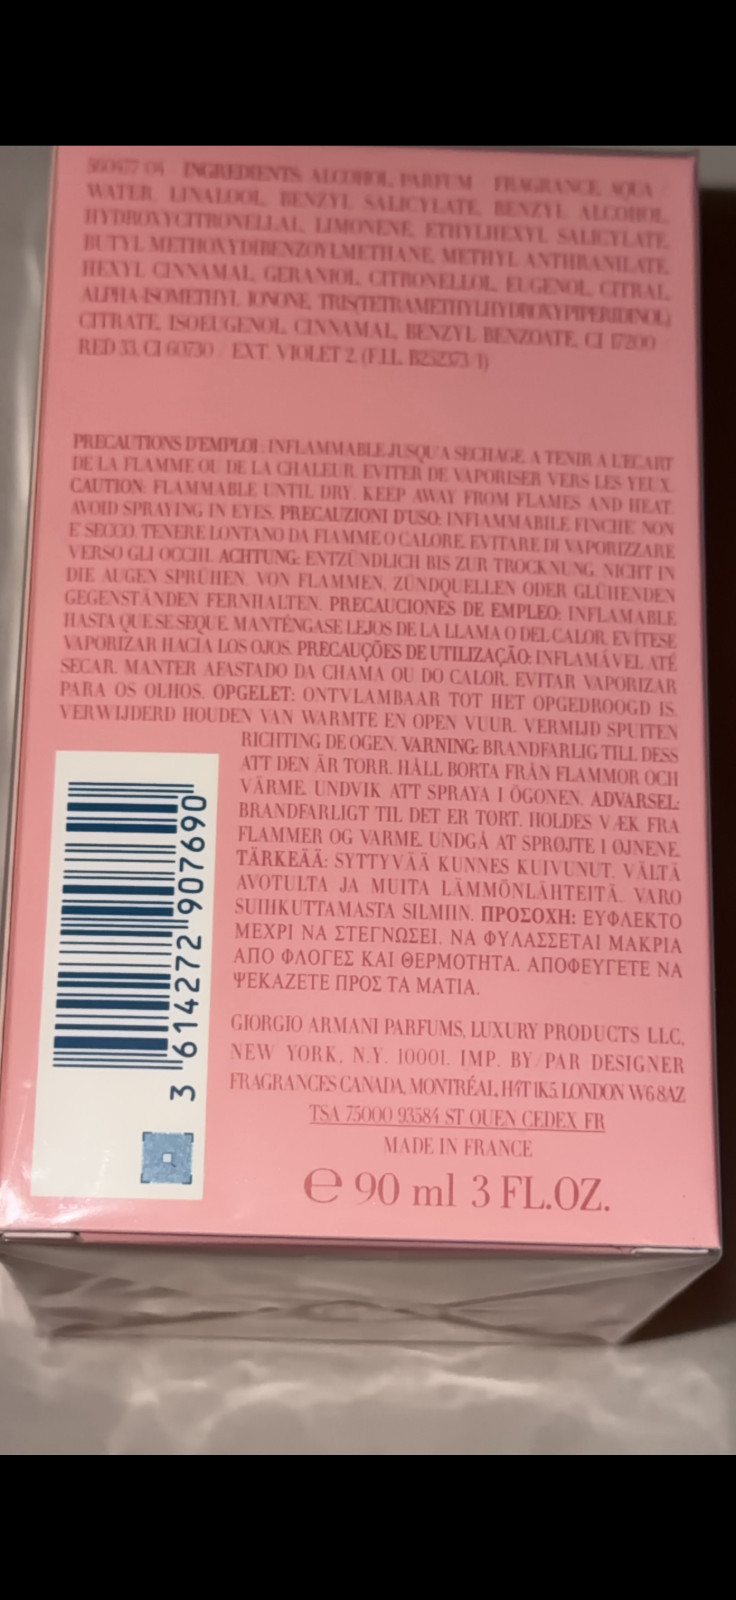 560477 04 INGREDIENTS: ALCOHOL, PARFUM / FRAGRANCE, AQUA /
WATER, LINALOOL, BENZYL SALICYLATE, BENZYL ALCOHOL,
HYDROXYCITRONELLAL, LIMONENE, ETHYLHEXYL SALICYLATE,
BUTYL METHOXYDIBENZOYLMETHANE, METHYL ANTHRANILATE,
HEXYL CINNAMAL, GERANIOL, CITRONELLOL, EUGENOL, CITRAL,
ALPHA-ISOMETHYL IONONE, TRIS(TETRAMETHYLHYDROXYPIPERIDINOL)
CITRATE, ISOEUGENOL, CINNAMAL, BENZYL BENZOATE, CI 17200 /
RED 33, CI 60730 / EXT. VIOLET 2. (F.I.L. B252373/1)
PRECAUTIONS D'EMPLOI : INFLAMMABLE JUSQU'A SECHAGE. A TENIR A L'ECART
DE LA FLAMME OU DE LA CHALEUR. EVITER DE VAPORISER VERS LES YEUX.
CAUTION: FLAMMABLE UNTIL DRY. KEEP AWAY FROM FLAMES AND HEAT.
AVOID SPRAYING IN EYES. PRECAUZIONI D'USO: INFIAMMABILE FINCHE' NON
E' SECCO. TENERE LONTANO DA FIAMME O CALORE. EVITARE DI VAPORIZZARE
VERSO GLI OCCHI. ACHTUNG: ENTZÜNDLICH BIS ZUR TROCKNUNG. NICHT IN
DIE AUGEN SPRÜHEN. VON FLAMMEN, ZÜNDQUELLEN ODER GLÜHENDEN
GEGENSTÄNDEN FERNHALTEN. PRECAUCIONES DE EMPLEO: INFLAMABLE
HASTA QUE SE SEQUE. MANTÉNGASE LEJOS DE LA LLAMA O DEL CALOR. EVÍTESE
VAPORIZAR HACIA LOS OJOS. PRECAUÇÕES DE UTILIZAÇÃO: INFLAMÁVEL ATÉ
SECAR. MANTER AFASTADO DA CHAMA OU DO CALOR. EVITAR VAPORIZAR
PARA OS OLHOS. OPGELET: ONTVLAMBAAR TOT HET OPGEDROOGD IS.
VERWIJDERD HOUDEN VAN WARMTE EN OPEN VUUR. VERMIJD SPUITEN
RICHTING DE OGEN. VARNING: BRANDFARLIG TILL DESS
ATT DEN ÄR TORR. HÅLL BORTA FRÅN FLAMMOR OCH
VÄRME. UNDVIK ATT SPRAYA I ÖGONEN. ADVARSEL:
BRANDFARLIGT TIL DET ER TORT. HOLDES VÆK FRA
FLAMMER OG VARME. UNDGÅ AT SPRØJTE I ØJNENE.
TÄRKEÄÄ: SYTTYVÄÄ KUNNES KUIVUNUT. VÄLTÄ
AVOTULTA JA MUITA LÄMMÖNLÄHTEITÄ. VARO
SUIHKUTTAMASTA SILMIIN. ΠΡΟΣΟΧΗ: ΕΥΦΛΕΚΤΟ
ΜΕΧΡΙ ΝΑ ΣΤΕΓΝΩΣΕΙ. ΝΑ ΦΥΛΑΣΣΕΤΑΙ ΜΑΚΡΙΑ
ΑΠΟ ΦΛΟΓΕΣ ΚΑΙ ΘΕΡΜΟΤΗΤΑ. ΑΠΟΦΕΥΓΕΤΕ ΝΑ
ΨΕΚΑΖΕΤΕ ΠΡΟΣ ΤΑ ΜΑΤΙΑ.
3 614272 907690
GIORGIO ARMANI PARFUMS, LUXURY PRODUCTS LLC,
NEW YORK, N.Y. 10001. IMP. BY/PAR DESIGNER
FRAGRANCES CANADA, MONTRÉAL, H4T 1K5. LONDON W6 8AZ
TSA 75000 93584 ST OUEN CEDEX FR
MADE IN FRANCE
℮ 90 ml 3 FL.OZ.